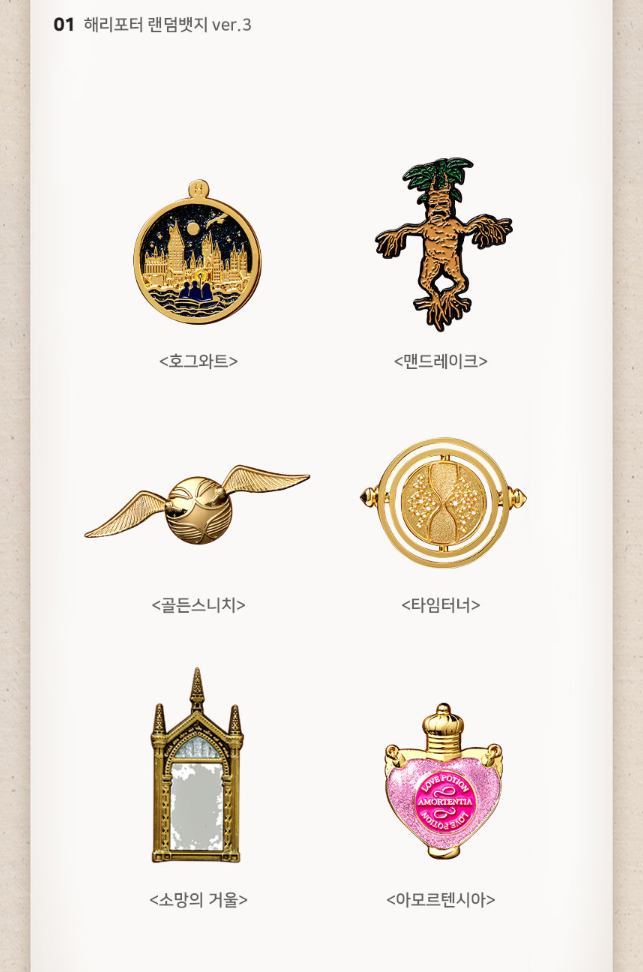 01 해리포터 랜덤뱃지 ver.3
<호그와트>
<맨드레이크>
<골든스니치>
<타임터너>
<소망의 거울>
<아모르텐시아>
LOVE POTION
AMORTENTIA
LOVE POTION